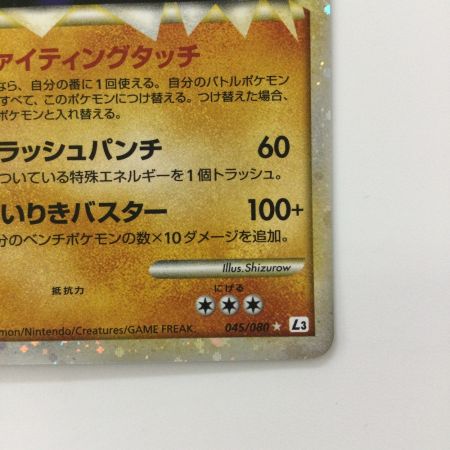 ァイティングタッチ
なら、自分の番に1回使える。自分のバトルポケモン
すべて、このポケモンにつけ替える。つけ替えた場合、
ポケモンと入れ替える。
ラッシュパンチ 60
ついている特殊エネルギーを1個トラッシュ。
いりきバスター 100+
分のベンチポケモンの数×10ダメージを追加。
Illus.Shizurow
抵抗力 にげる
mon/Nintendo/Creatures/GAME FREAK. 045/080 ★ L3